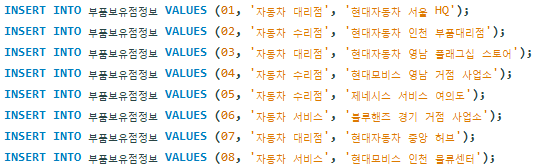 INSERT INTO 부품보유점정보 VALUES (01, '자동차 대리점', '현대자동차 서울 HQ');
INSERT INTO 부품보유점정보 VALUES (02, '자동차 수리점', '현대자동차 인천 부품대리점');
INSERT INTO 부품보유점정보 VALUES (03, '자동차 대리점', '현대자동차 영남 플래그십 스토어');
INSERT INTO 부품보유점정보 VALUES (04, '자동차 수리점', '현대모비스 영남 거점 사업소');
INSERT INTO 부품보유점정보 VALUES (05, '자동차 수리점', '제네시스 서비스 여의도');
INSERT INTO 부품보유점정보 VALUES (06, '자동차 서비스', '블루핸즈 경기 거점 사업소');
INSERT INTO 부품보유점정보 VALUES (07, '자동차 대리점', '현대자동차 중앙 허브');
INSERT INTO 부품보유점정보 VALUES (08, '자동차 서비스', '현대모비스 인천 물류센터');